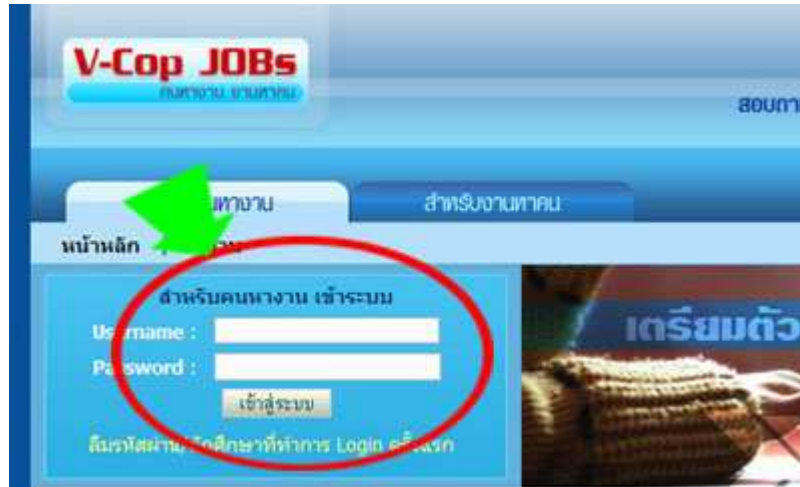 V-Cop JOBs
คนหางาน งานหาคน
สอบถา
หางาน
สำหรับงานหาคน
หน้าหลัก
สำหรับคนหางาน เข้าระบบ
Username :
Password :
เข้าสู่ระบบ
ลืมรหัสผ่าน/นักศึกษาที่ทำการ Login ครั้งแรก
เตรียมตัว